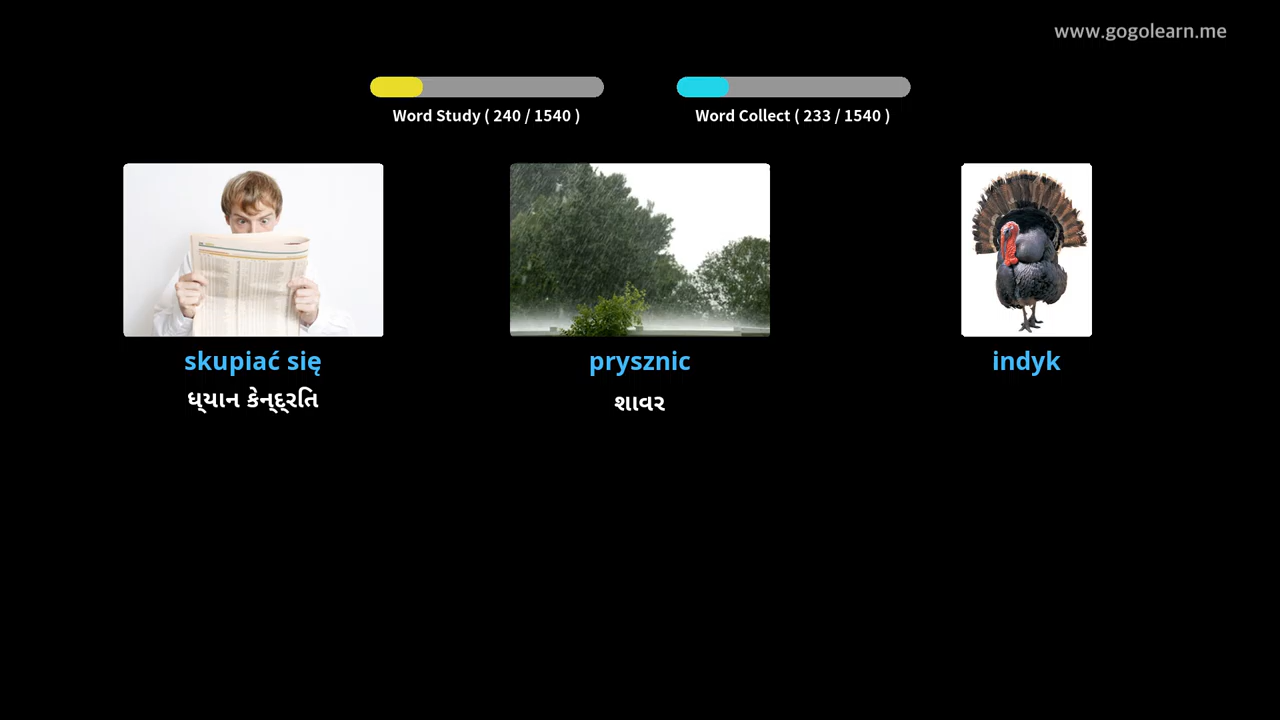 www.gogolearn.me
Word Study ( 240 / 1540 )
Word Collect ( 233 / 1540 )
skupiać się
prysznic
indyk
ધ્યાન કેન્દ્રતિ
શાવર